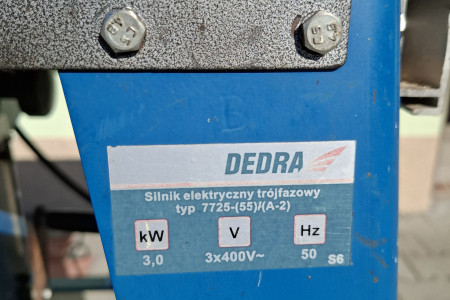 DEDRA
Silnik elektryczny trójfazowy
typ 7725-(55)/(A-2)
kW V Hz
3,0 3x400V~ 50 S6